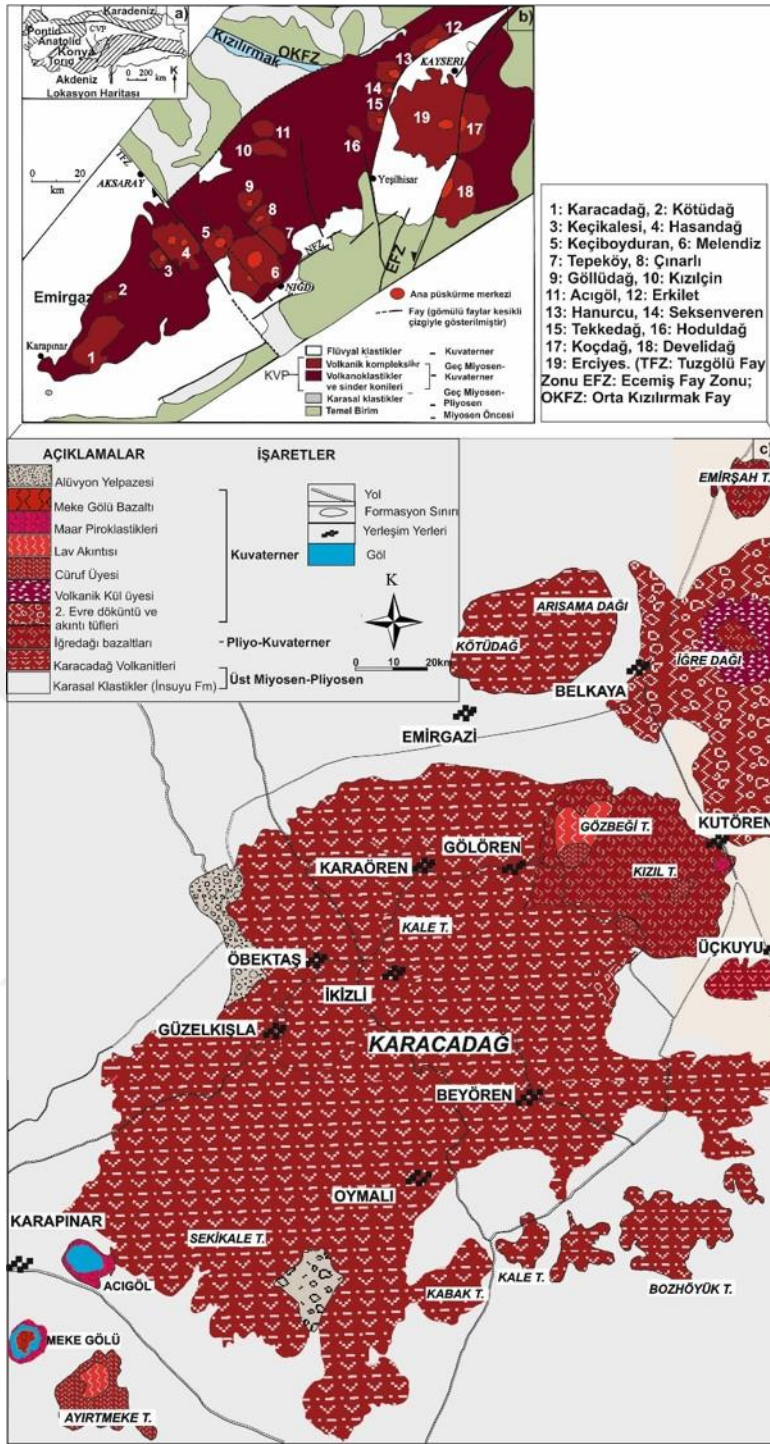 a)
Karadeniz
Pontid
CVP
Anatolid
Konya
Torid
Akdeniz
0 200 km
K
Lokasyon Haritası
b)
Kızılırmak
OKFZ
12
KAYSERİ
13
14
15
19
17
11
10
16
TFZ
0 20
km
AKSARAY
Yeşilhisar
9
8
18
5
7
NFZ
EFZ
4
3
6
NIĞD
2
Emirgaz
Karapınar
1
Ana püskürme merkezi
Fay (gömülü faylar kesikli
çizgiyle gösterilmiştir)
Flüvyal klastikler
Kuvaterner
KVP
Volkanik kompleksler
Geç Miyosen-
Kuvaterner
Volkanoklastikler
ve sinder konileri
Geç Miyosen-
Pliyosen
Karasal klastikler
Temel Birim
Miyosen Öncesi
1: Karacadağ, 2: Kötüdağ
3: Keçikalesi, 4: Hasandağ
5: Keçiboyduran, 6: Melendiz
7: Tepeköy, 8: Çınarlı
9: Göllüdağ, 10: Kızılçin
11: Acıgöl, 12: Erkilet
13: Hanurcu, 14: Seksenveren
15: Tekkedağ, 16: Hoduldağ
17: Koçdağ, 18: Develidağ
19: Erciyes. (TFZ: Tuzgölü Fay
Zonu EFZ: Ecemiş Fay Zonu;
OKFZ: Orta Kızılırmak Fay
c)
AÇIKLAMALAR
İŞARETLER
Alüvyon Yelpazesi
Meke Gölü Bazaltı
Maar Piroklastikleri
Lav Akıntısı
Cüruf Üyesi
Volkanik Kül üyesi
2. Evre döküntü ve
akıntı tüfleri
İğredağı bazaltları
Karacadağ Volkanitleri
Karasal Klastikler (İnsuyu Fm)
Kuvaterner
Pliyo-Kuvaterner
Üst Miyosen-Pliyosen
Yol
Formasyon Sınırı
Yerleşim Yerleri
Göl
K
0 10 20km
EMİRŞAH T.
ARISAMA DAĞI
KÖTÜDAĞ
İĞRE DAĞI
BELKAYA
EMİRGAZİ
KUTÖREN
GÖZBEĞİ T.
GÖLÖREN
KARAÖREN
KIZIL T.
KALE T.
ÜÇKUYU
ÖBEKTAŞ
İKİZLİ
GÜZELKIŞLA
KARACADAĞ
BEYÖREN
OYMALI
KARAPINAR
SEKİKALE T.
ACIGÖL
KABAK T.
KALE T.
BOZHÖYÜK T.
MEKE GÖLÜ
AYIRTMEKE T.